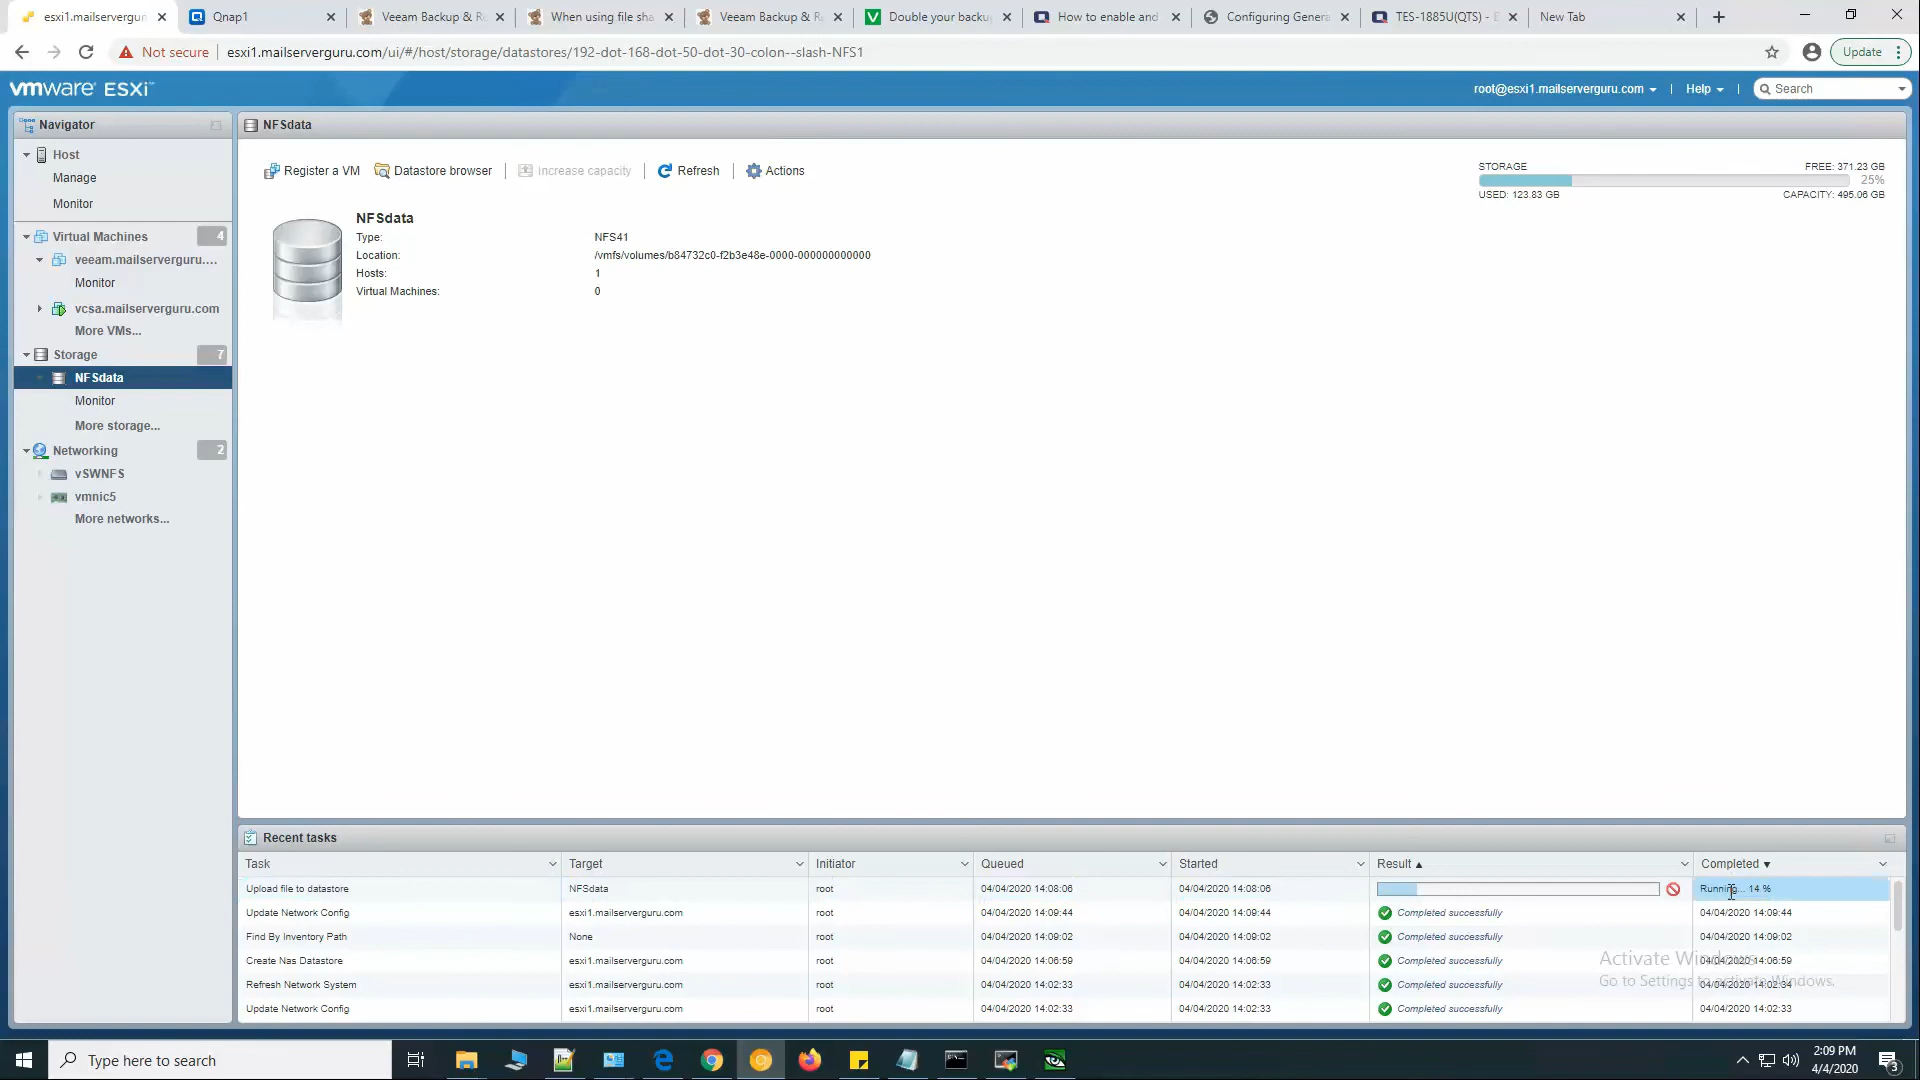 esxi1.mailservergur
Qnap1
Veeam Backup & R
When using file sha
Veeam Backup & R
Double your backu
How to enable and
Configuring Genera
TES-1885U(QTS) - E
New Tab
Not secure
esxi1.mailserverguru.com/ui/#/host/storage/datastores/192-dot-168-dot-50-dot-30-colon--slash-NFS1
Update
vmware ESXi
root@esxi1.mailserverguru.com
Help
Search
Navigator
Host
Manage
Monitor
Virtual Machines
4
veeam.mailserverguru....
Monitor
vcsa.mailserverguru.com
More VMs...
Storage
7
NFSdata
Monitor
More storage...
Networking
2
vSWNFS
vmnic5
More networks...
NFSdata
Register a VM
Datastore browser
Increase capacity
Refresh
Actions
STORAGE
FREE: 371.23 GB
25%
USED: 123.83 GB
CAPACITY: 495.06 GB
NFSdata
Type: NFS41
Location: /vmfs/volumes/b84732c0-f2b3e48e-0000-000000000000
Hosts: 1
Virtual Machines: 0
Recent tasks
Task Target Initiator Queued Started Result Completed
Upload file to datastore NFSdata root 04/04/2020 14:08:06 04/04/2020 14:08:06 Running... 14 %
Update Network Config esxi1.mailserverguru.com root 04/04/2020 14:09:44 04/04/2020 14:09:44 Completed successfully 04/04/2020 14:09:44
Find By Inventory Path None root 04/04/2020 14:09:02 04/04/2020 14:09:02 Completed successfully 04/04/2020 14:09:02
Create Nas Datastore esxi1.mailserverguru.com root 04/04/2020 14:06:59 04/04/2020 14:06:59 Completed successfully 04/04/2020 14:06:59
Refresh Network System esxi1.mailserverguru.com root 04/04/2020 14:02:33 04/04/2020 14:02:33 Completed successfully 04/04/2020 14:02:34
Update Network Config esxi1.mailserverguru.com root 04/04/2020 14:02:33 04/04/2020 14:02:33 Completed successfully 04/04/2020 14:02:33
Activate Windows
Go to Settings to activate Windows.
Type here to search
2:09 PM
4/4/2020
3